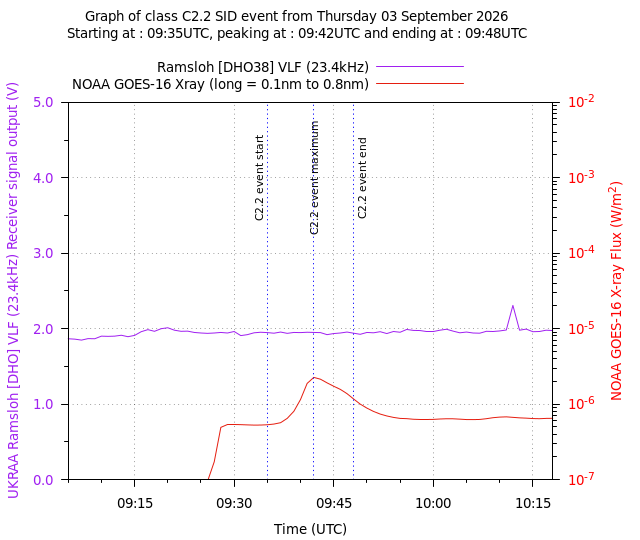 Graph of class C2.2 SID event from Thursday 03 September 2026
Starting at : 09:35UTC, peaking at : 09:42UTC and ending at : 09:48UTC
Ramsloh [DHO38] VLF (23.4kHz)
NOAA GOES-16 Xray (long = 0.1nm to 0.8nm)
UKRAA Ramsloh [DHO] VLF (23.4kHz) Receiver signal output (V)
5.0
4.0
3.0
2.0
1.0
0.0
C2.2 event start
C2.2 event maximum
C2.2 event end
10-2
10-3
10-4
10-5
10-6
10-7
NOAA GOES-16 X-ray Flux (W/m2)
09:15
09:30
09:45
10:00
10:15
Time (UTC)